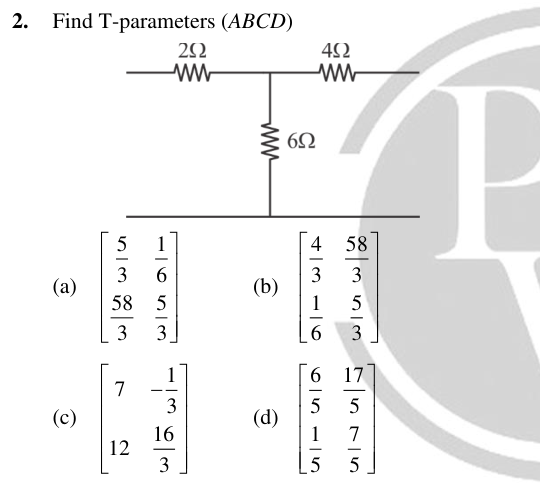 2. Find T-parameters (ABCD)
2Ω 4Ω
6Ω
(a) [5/3 1/6
58/3 5/3]
(b) [4/3 58/3
1/6 5/3]
(c) [7 -1/3
12 16/3]
(d) [6/5 17/5
1/5 7/5]